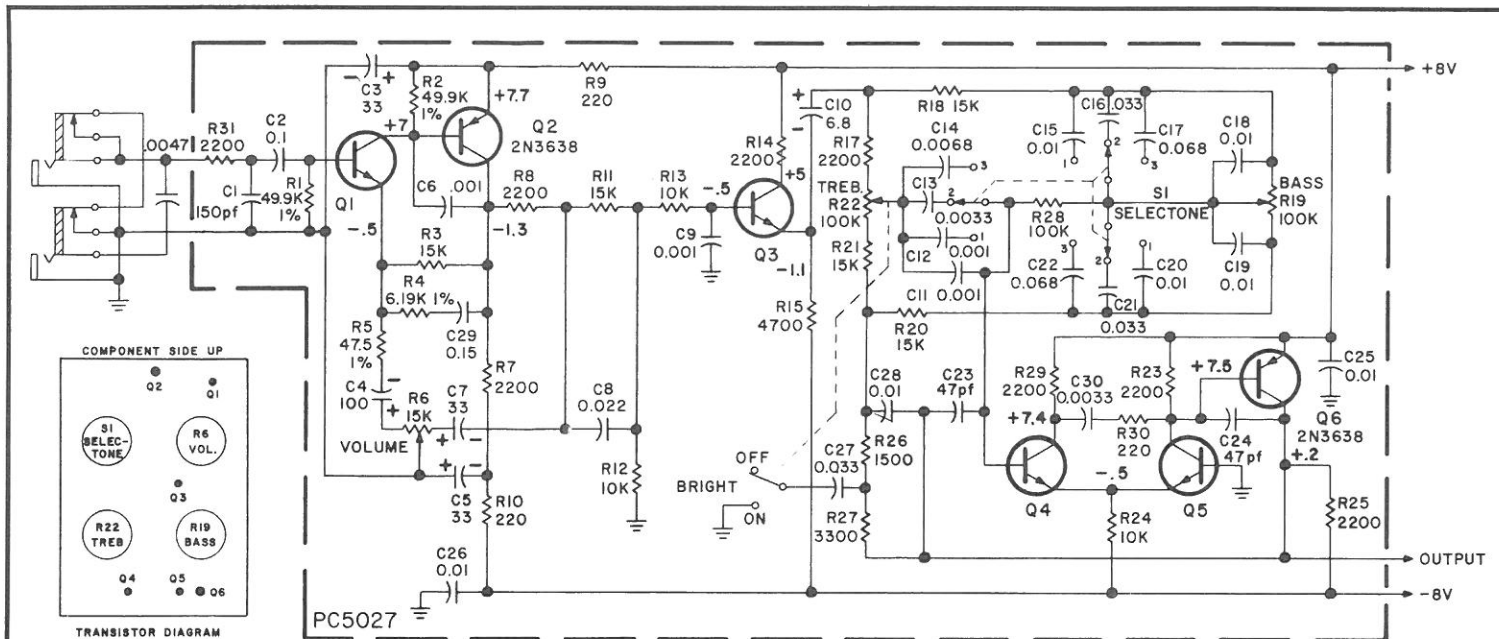 +8V
C3
33
R2
49.9K
1%
+7.7
R9
220
+7
Q2
2N3638
.0047
R31
2200
C2
0.1
C1
150pf
R1
49.9K
1%
Q1
-.5
C6
.001
R8
2200
-1.3
R11
15K
R13
10K
-.5
C9
0.001
R14
2200
+5
Q3
-1.1
R15
4700
C10
6.8
R17
2200
TREB.
R22
100K
R21
15K
R18 15K
C14
0.0068
3
C13
2
0.0033
1
C12
0.001
C11
0.001
R20
15K
R28
100K
C15
0.01
1
C16
.033
2
C17
0.068
3
S1
SELECTONE
C18
0.01
BASS
R19
100K
C19
0.01
3
C22
0.068
2
C21
0.033
1
C20
0.01
R3
15K
R4
6.19K 1%
R5
47.5
1%
C29
0.15
C4
100
R6
15K
VOLUME
C7
33
R7
2200
C8
0.022
C5
33
R10
220
R12
10K
C26
0.01
OFF
BRIGHT
ON
C27
0.033
C28
0.01
R26
1500
R27
3300
C23
47pf
R29
2200
C30
0.0033
+7.4
R23
2200
R30
220
+7.5
C24
47pf
Q6
2N3638
+.2
C25
0.01
-.5
Q4
Q5
R24
10K
R25
2200
OUTPUT
-8V
PC5027
COMPONENT SIDE UP
Q2
Q1
S1
SELEC-
TONE
R6
VOL.
Q3
R22
TREB
R19
BASS
Q4
Q5
Q6
TRANSISTOR DIAGRAM